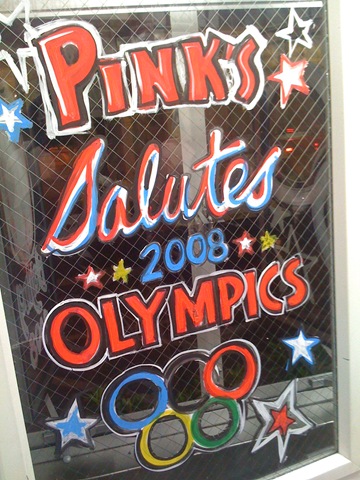 PINK'S
Salutes
2008
OLYMPICS